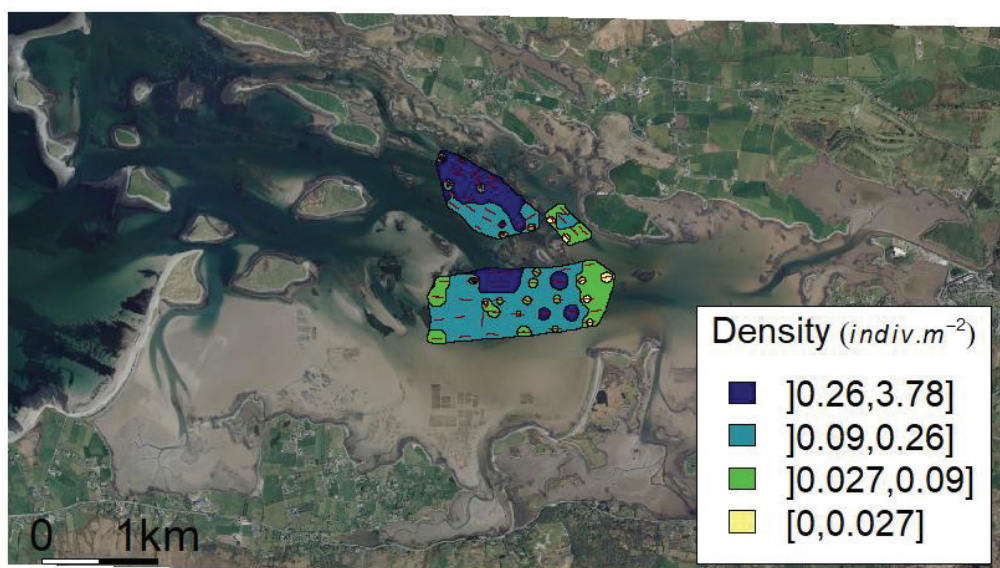 Density (indiv.m⁻²)
]0.26,3.78]
]0.09,0.26]
]0.027,0.09]
[0,0.027]
0 1km